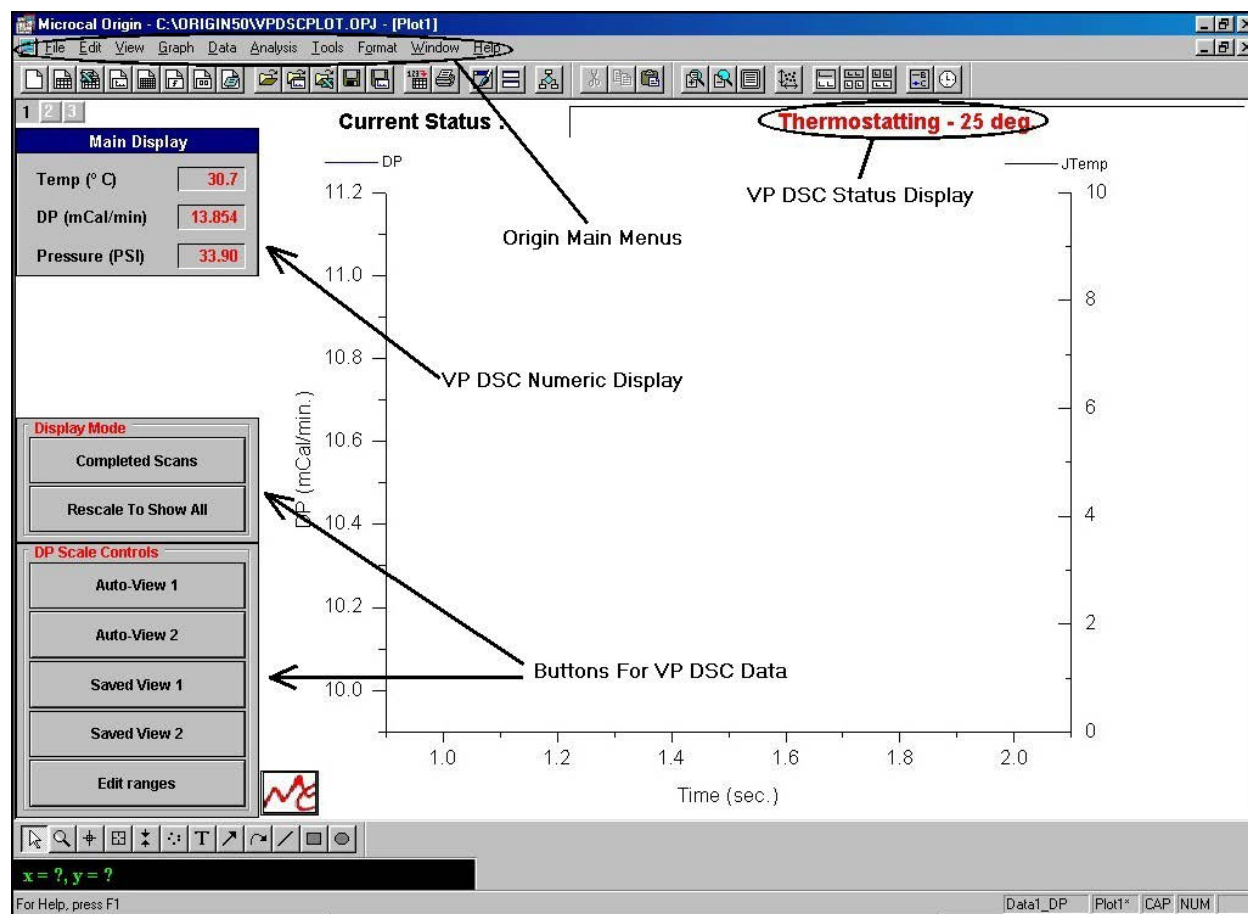 Microcal Origin - C:\ORIGIN50\VPDSCPLOT.OPJ - [Plot1]
File Edit View Graph Data Analysis Tools Format Window Help
1 2 3
Current Status :
Thermostatting - 25 deg
Main Display
Temp (° C) 30.7
DP (mCal/min) 13.854
Pressure (PSI) 33.90
DP
JTemp
VP DSC Status Display
Origin Main Menus
VP DSC Numeric Display
11.2
11.0
10.8
10.6
10.4
10.2
10.0
DP (mCal/min.)
10
8
6
4
2
0
Display Mode
Completed Scans
Rescale To Show All
DP Scale Controls
Auto-View 1
Auto-View 2
Saved View 1
Saved View 2
Edit ranges
Buttons For VP DSC Data
1.0 1.2 1.4 1.6 1.8 2.0
Time (sec.)
T
x = ?, y = ?
For Help, press F1
Data1_DP Plot1* CAP NUM